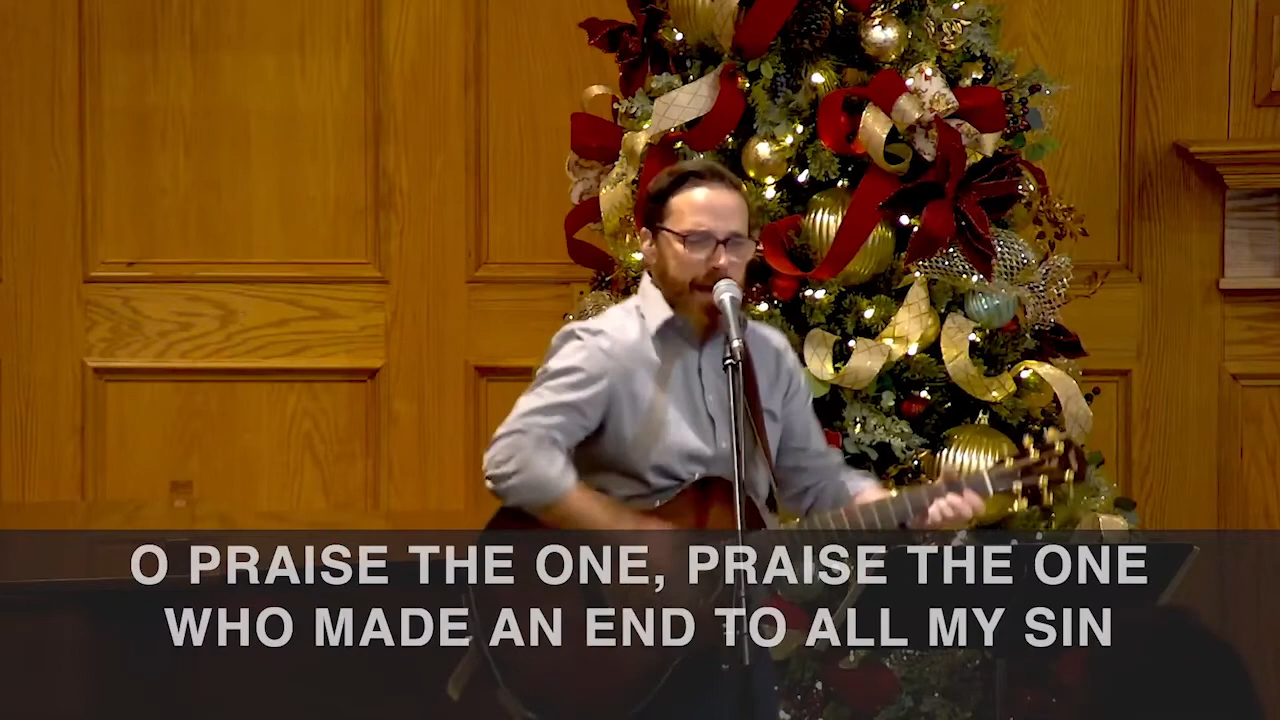 O PRAISE THE ONE, PRAISE THE ONE
WHO MADE AN END TO ALL MY SIN